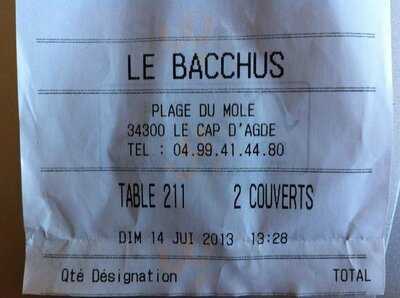 LE BACCHUS
PLAGE DU MOLE
34300 LE CAP D'AGDE
TEL : 04.99.41.44.80
TABLE 211 2 COUVERTS
DIM 14 JUI 2013 13:28
Qté Désignation TOTAL